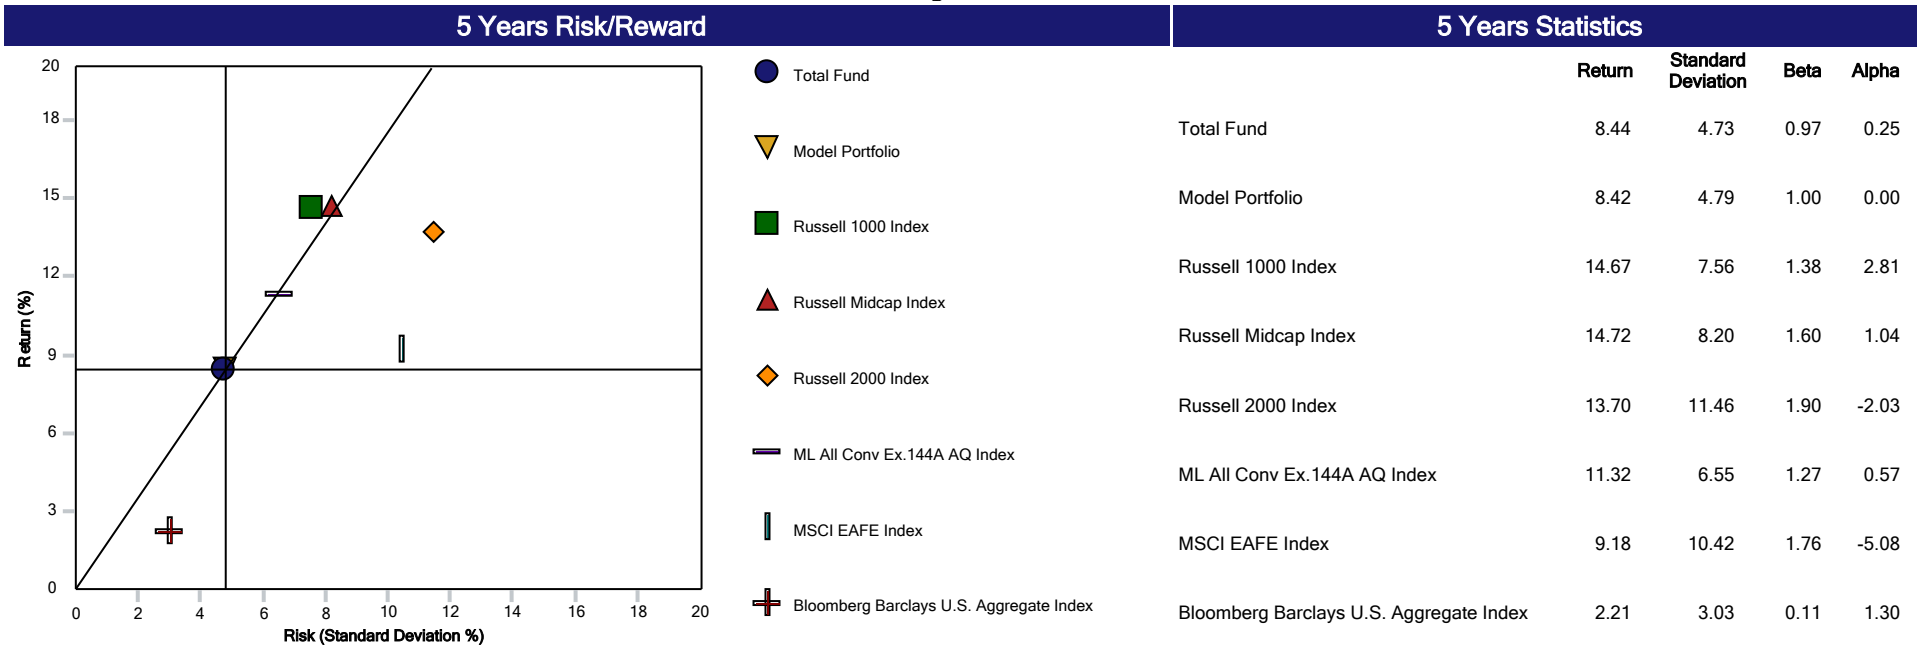 5 Years Risk/Reward
5 Years Statistics
20
18
15
12
9
6
3
0
Return (%)
0 2 4 6 8 10 12 14 16 18 20
Risk (Standard Deviation %)
Total Fund
Model Portfolio
Russell 1000 Index
Russell Midcap Index
Russell 2000 Index
ML All Conv Ex.144A AQ Index
MSCI EAFE Index
Bloomberg Barclays U.S. Aggregate Index
Return Standard Deviation Beta Alpha
Total Fund 8.44 4.73 0.97 0.25
Model Portfolio 8.42 4.79 1.00 0.00
Russell 1000 Index 14.67 7.56 1.38 2.81
Russell Midcap Index 14.72 8.20 1.60 1.04
Russell 2000 Index 13.70 11.46 1.90 -2.03
ML All Conv Ex.144A AQ Index 11.32 6.55 1.27 0.57
MSCI EAFE Index 9.18 10.42 1.76 -5.08
Bloomberg Barclays U.S. Aggregate Index 2.21 3.03 0.11 1.30